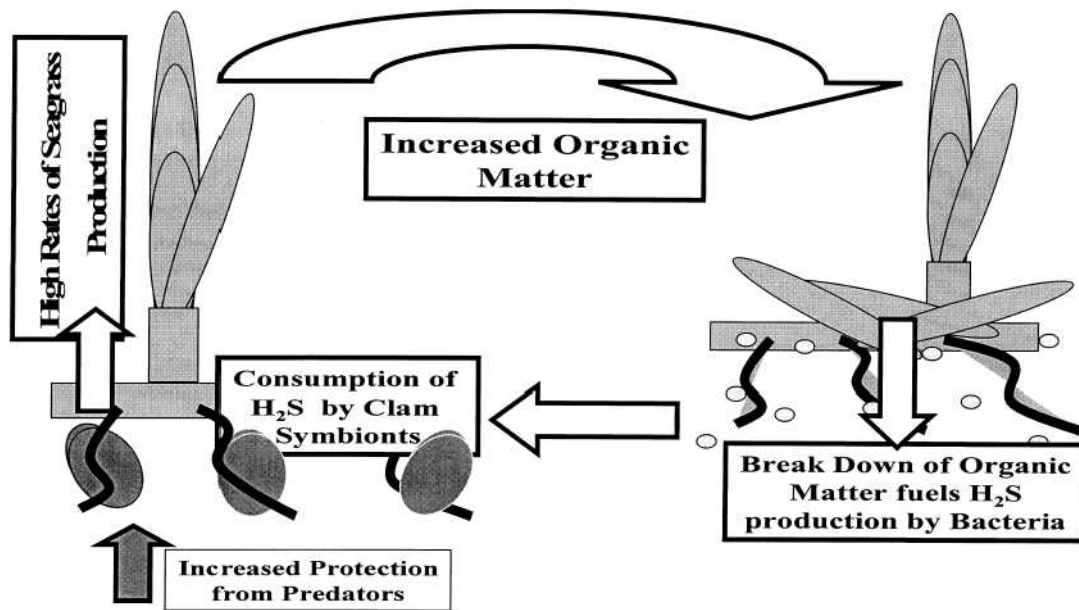 High Rates of Seagrass
Production
Increased Organic
Matter
Consumption of
H₂S by Clam
Symbionts
Break Down of Organic
Matter fuels H₂S
production by Bacteria
Increased Protection
from Predators